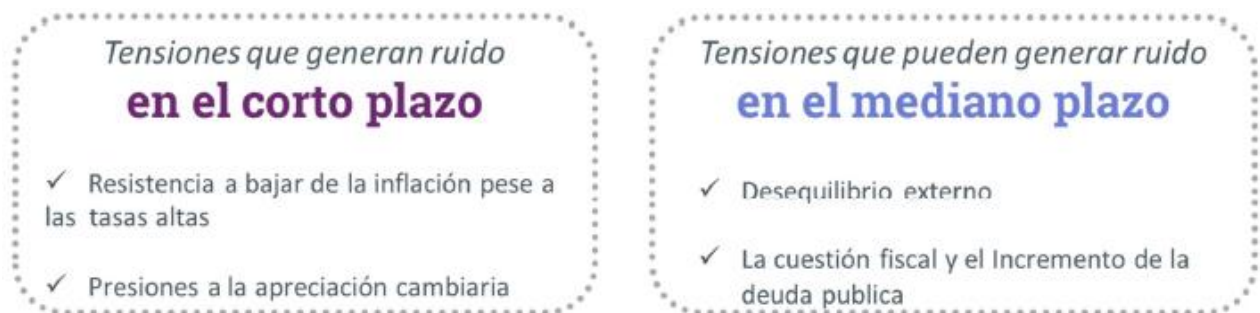 Tensiones que generan ruido
en el corto plazo
✓ Resistencia a bajar de la inflación pese a
las tasas altas
✓ Presiones a la apreciación cambiaria
Tensiones que pueden generar ruido
en el mediano plazo
✓ Desequilibrio externo
✓ La cuestión fiscal y el Incremento de la
deuda publica